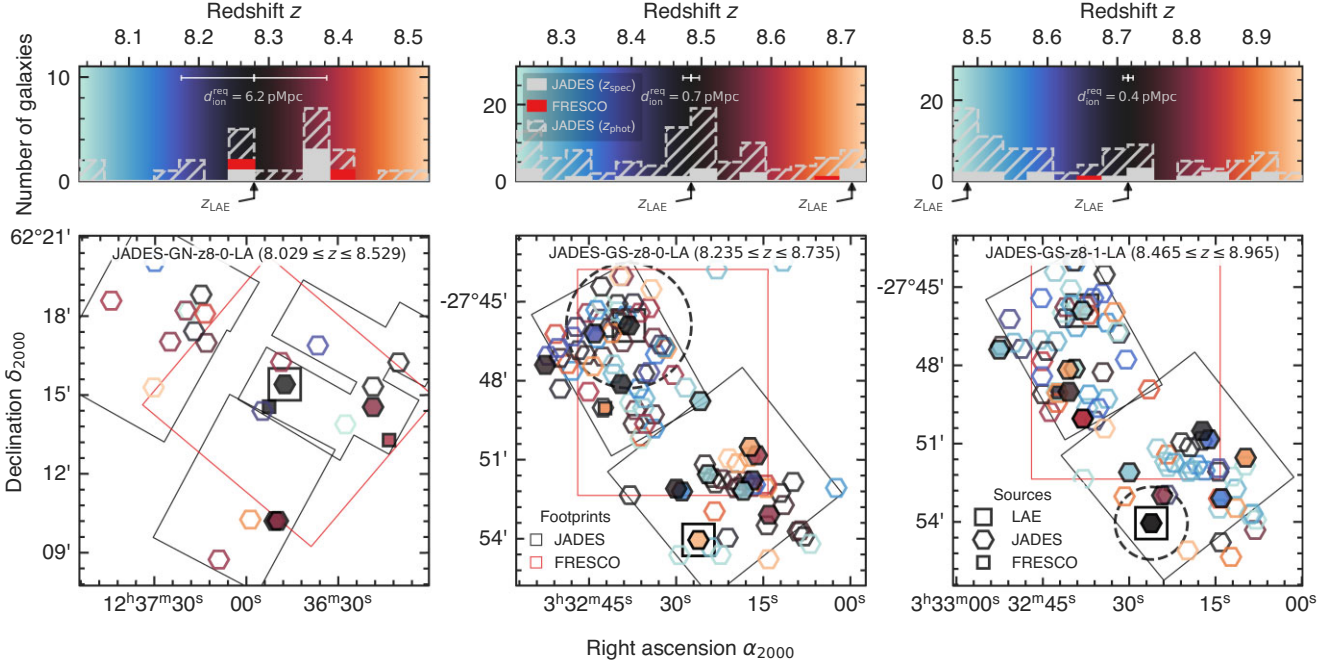 Redshift z
Redshift z
Redshift z
8.1 8.2 8.3 8.4 8.5
8.3 8.4 8.5 8.6 8.7
8.5 8.6 8.7 8.8 8.9
Number of galaxies
10
0
d_ion^req = 6.2 pMpc
z_LAE
20
0
d_ion^req = 0.7 pMpc
JADES (z_spec)
FRESCO
JADES (z_phot)
z_LAE
z_LAE
20
0
d_ion^req = 0.4 pMpc
z_LAE
z_LAE
Declination δ2000
62°21'
18'
15'
12'
09'
JADES-GN-z8-0-LA (8.029 ≤ z ≤ 8.529)
12ʰ37ᵐ30ˢ 00ˢ 36ᵐ30ˢ
-27°45'
48'
51'
54'
JADES-GS-z8-0-LA (8.235 ≤ z ≤ 8.735)
Footprints
JADES
FRESCO
3ʰ32ᵐ45ˢ 30ˢ 15ˢ 00ˢ
-27°45'
48'
51'
54'
JADES-GS-z8-1-LA (8.465 ≤ z ≤ 8.965)
Sources
LAE
JADES
FRESCO
3ʰ33ᵐ00ˢ 32ᵐ45ˢ 30ˢ 15ˢ 00ˢ
Right ascension α2000